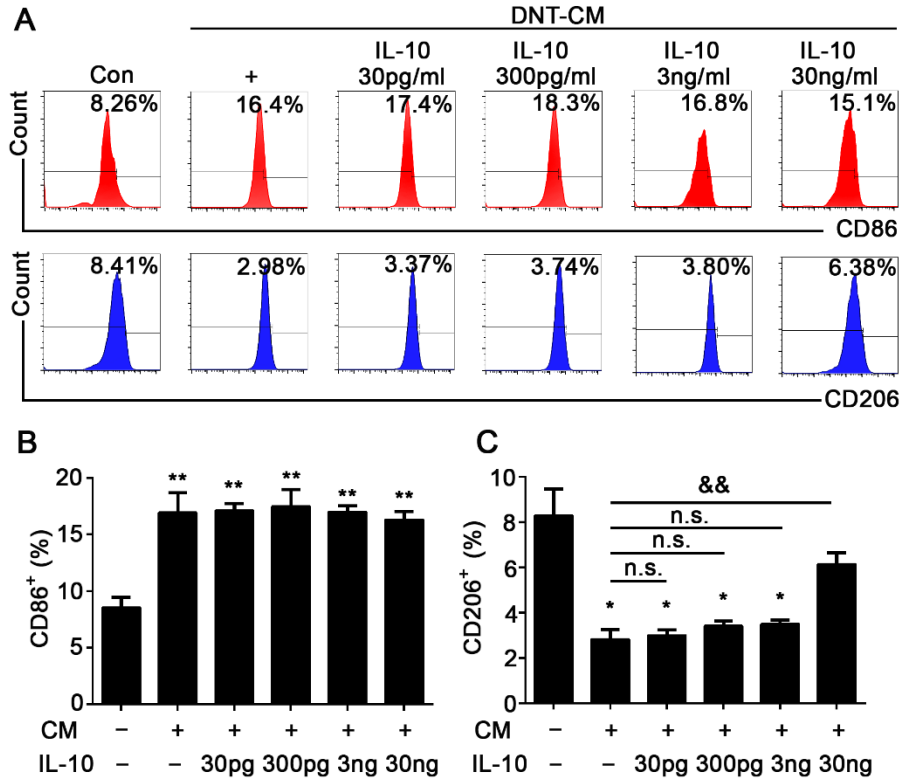 A
DNT-CM
Con
+
IL-10
30pg/ml
IL-10
300pg/ml
IL-10
3ng/ml
IL-10
30ng/ml
Count
8.26%
16.4%
17.4%
18.3%
16.8%
15.1%
CD86
Count
8.41%
2.98%
3.37%
3.74%
3.80%
6.38%
CD206
B
CD86+ (%)
20
15
10
5
0
** ** ** ** **
CM – + + + + +
IL-10 – – 30pg 300pg 3ng 30ng
C
CD206+ (%)
10
8
6
4
2
0
&&
n.s.
n.s.
n.s.
* * * *
CM – + + + + +
IL-10 – – 30pg 300pg 3ng 30ng